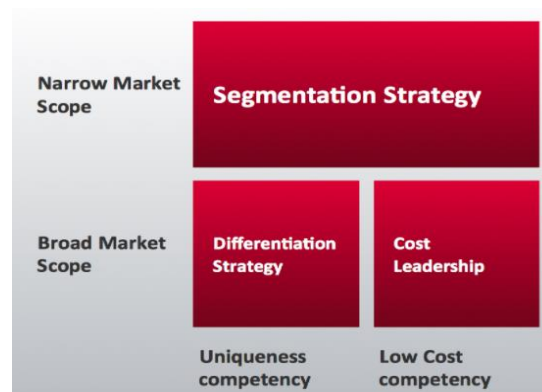 Narrow Market
Scope
Segmentation Strategy
Broad Market
Scope
Differentiation
Strategy
Cost
Leadership
Uniqueness
competency
Low Cost
competency